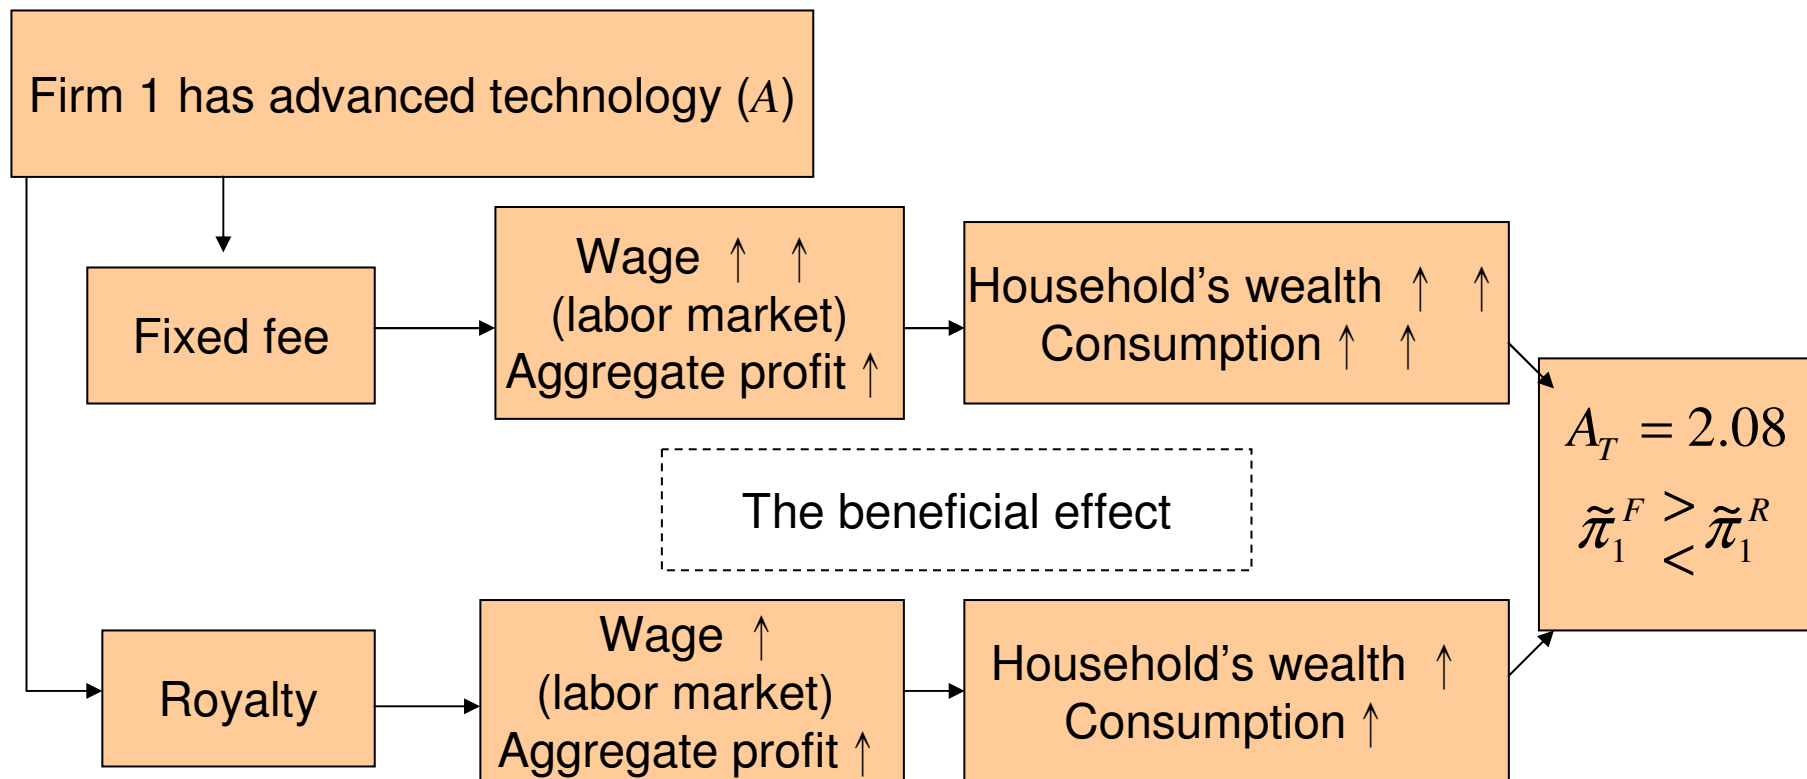 Firm 1 has advanced technology (A)
Fixed fee
Wage ↑ ↑
(labor market)
Aggregate profit ↑
Household’s wealth ↑ ↑
Consumption ↑ ↑
The beneficial effect
A_T = 2.08
π̃_1^F >< π̃_1^R
Royalty
Wage ↑
(labor market)
Aggregate profit ↑
Household’s wealth ↑
Consumption ↑